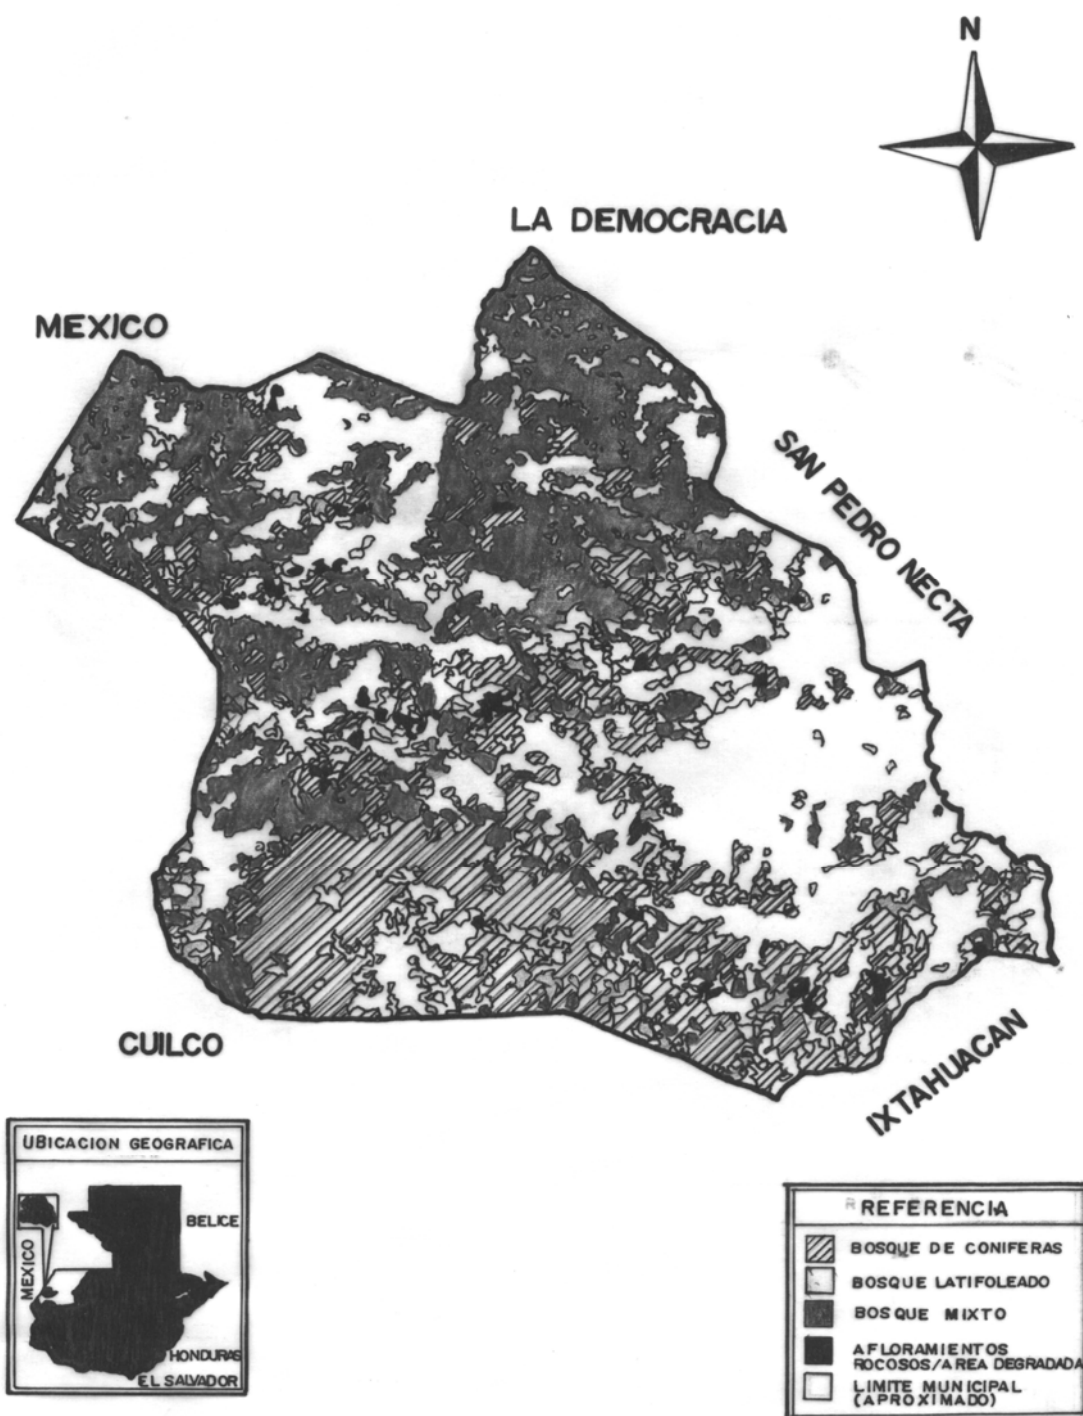 N
LA DEMOCRACIA
MEXICO
SAN PEDRO NECTA
CUILCO
IXTAHUACAN
UBICACION GEOGRAFICA
BELICE
MEXICO
HONDURAS
EL SALVADOR
REFERENCIA
BOSQUE DE CONIFERAS
BOSQUE LATIFOLEADO
BOSQUE MIXTO
AFLORAMIENTOS
ROCOSOS/AREA DEGRADADA
LIMITE MUNICIPAL
(APROXIMADO)